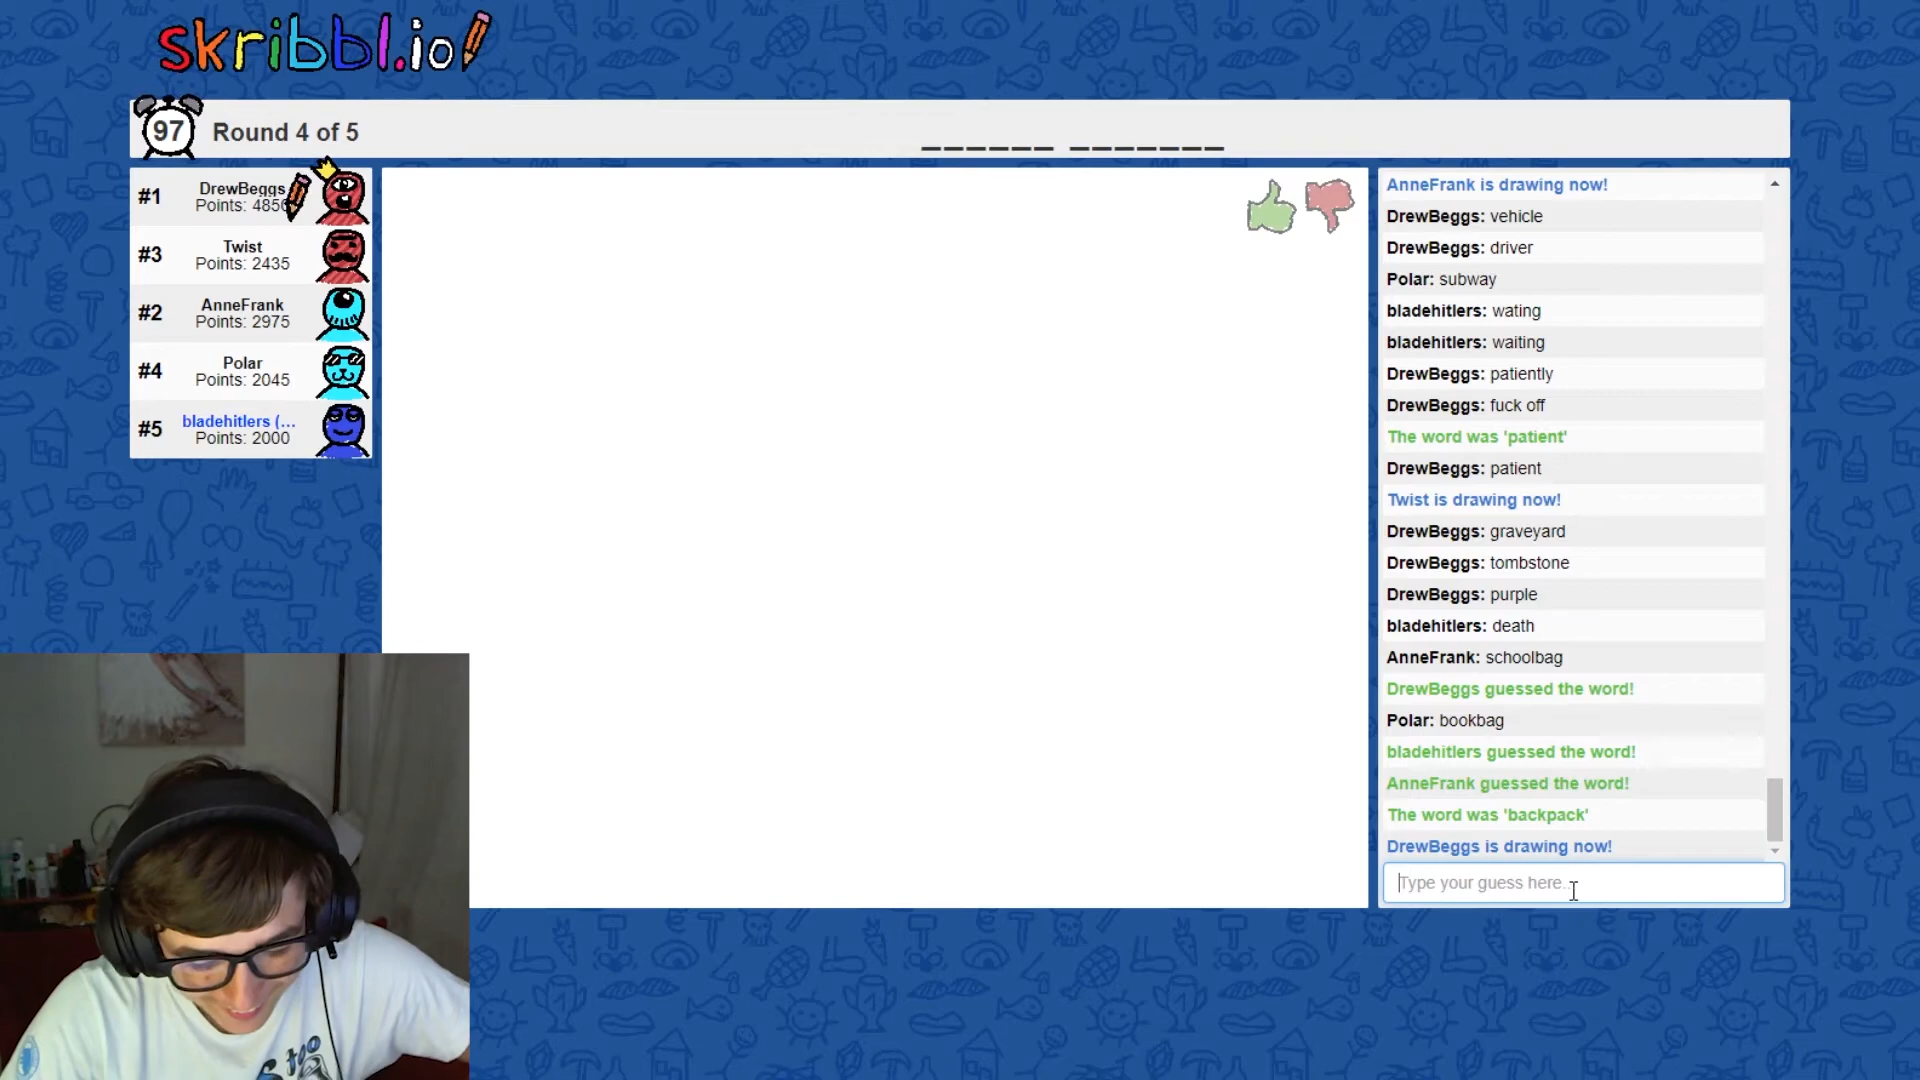 skribbl.io
97
Round 4 of 5
______ _______
#1
DrewBeggs
Points: 4850
#3
Twist
Points: 2435
#2
AnneFrank
Points: 2975
#4
Polar
Points: 2045
#5
bladehitlers (...
Points: 2000
AnneFrank is drawing now!
DrewBeggs: vehicle
DrewBeggs: driver
Polar: subway
bladehitlers: wating
bladehitlers: waiting
DrewBeggs: patiently
DrewBeggs: fuck off
The word was 'patient'
DrewBeggs: patient
Twist is drawing now!
DrewBeggs: graveyard
DrewBeggs: tombstone
DrewBeggs: purple
bladehitlers: death
AnneFrank: schoolbag
DrewBeggs guessed the word!
Polar: bookbag
bladehitlers guessed the word!
AnneFrank guessed the word!
The word was 'backpack'
DrewBeggs is drawing now!
Type your guess here...